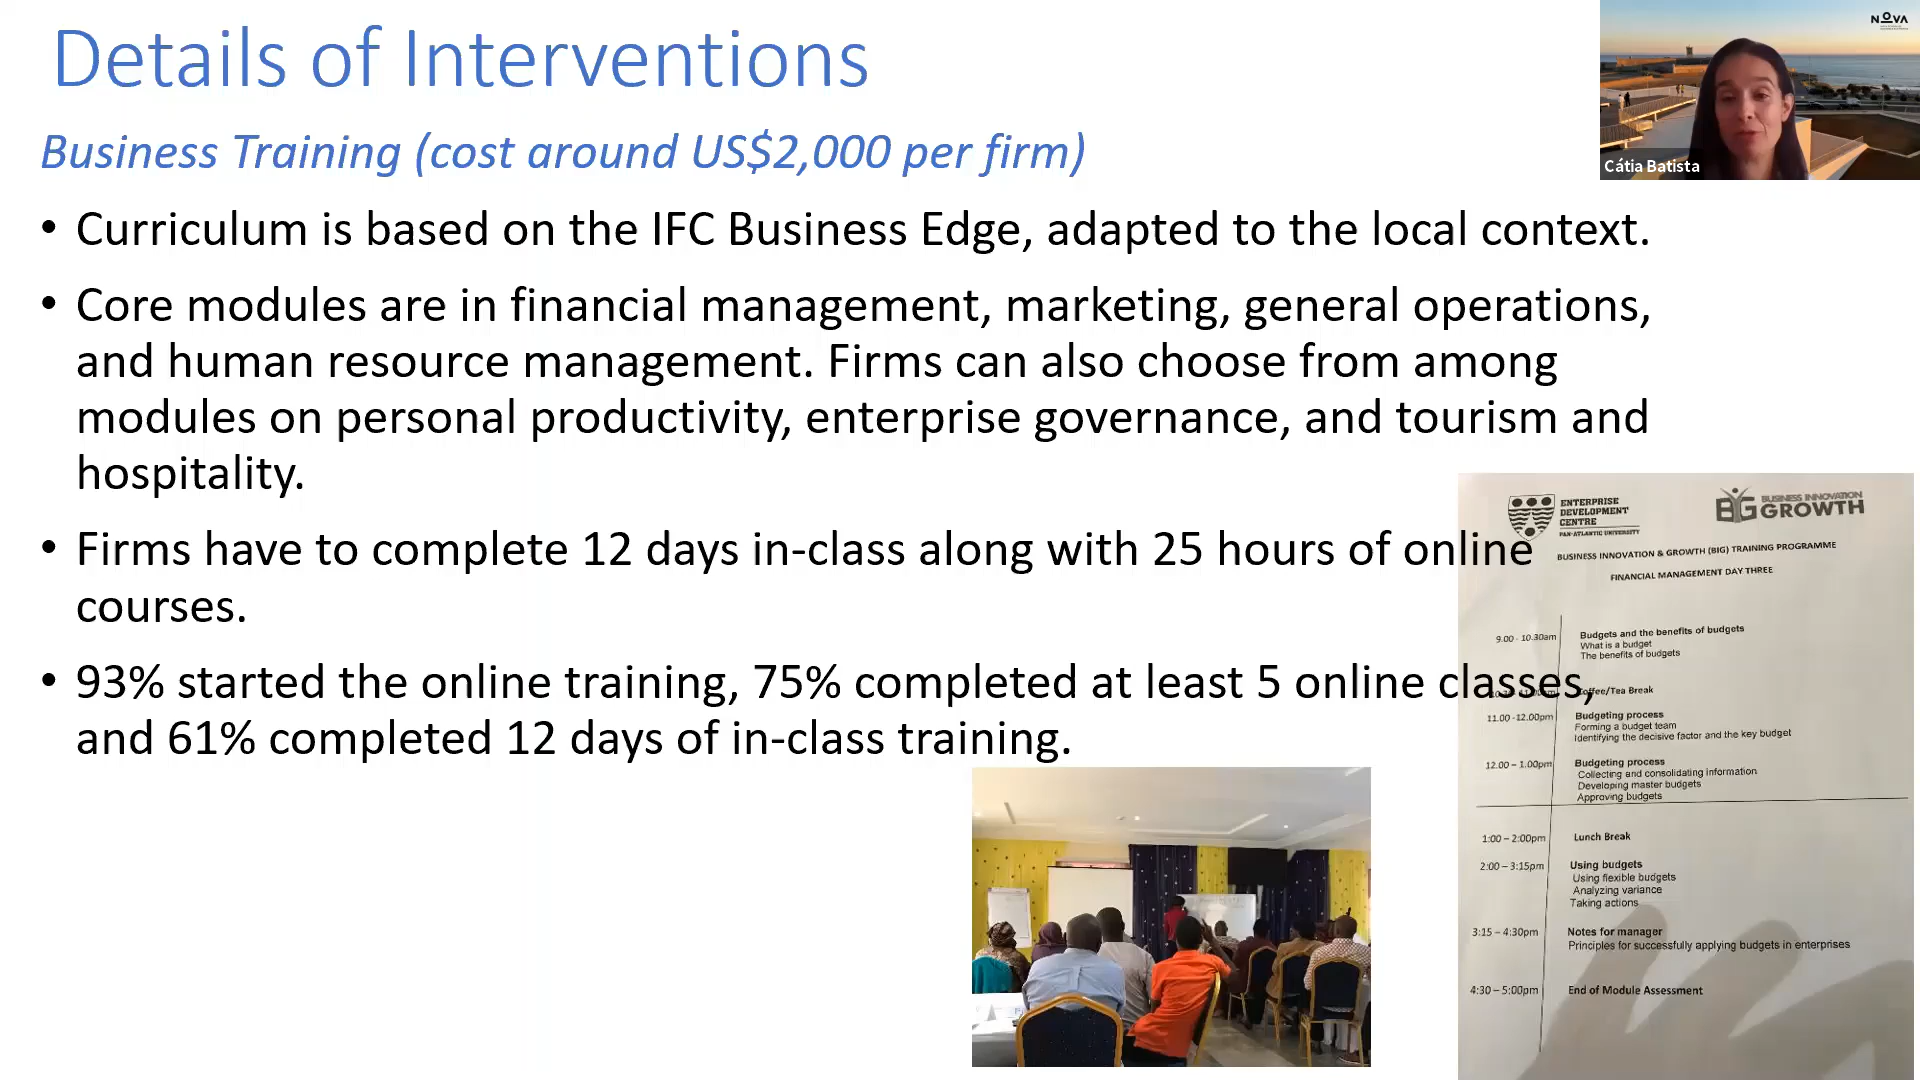 Details of Interventions
Business Training (cost around US$2,000 per firm)
• Curriculum is based on the IFC Business Edge, adapted to the local context.
• Core modules are in financial management, marketing, general operations,
and human resource management. Firms can also choose from among
modules on personal productivity, enterprise governance, and tourism and
hospitality.
• Firms have to complete 12 days in-class along with 25 hours of online
courses.
• 93% started the online training, 75% completed at least 5 online classes,
and 61% completed 12 days of in-class training.
NOVA
Cátia Batista
ENTERPRISE
DEVELOPMENT
CENTRE
PAN-ATLANTIC UNIVERSITY
BIG BUSINESS INNOVATION
GROWTH
BUSINESS INNOVATION & GROWTH (BIG) TRAINING PROGRAMME
FINANCIAL MANAGEMENT DAY THREE
9.00 - 10.30am Budgets and the benefits of budgets
What is a budget
The benefits of budgets
Coffee/Tea Break
11.00 -12.00pm Budgeting process
Forming a budget team
Identifying the decisive factor and the key budget
12.00 – 1.00pm Budgeting process
Collecting and consolidating information
Developing master budgets
Approving budgets
1:00 – 2:00pm Lunch Break
2:00 – 3:15pm Using budgets
Using flexible budgets
Analyzing variance
Taking actions
3:15 – 4:30pm Notes for manager
Principles for successfully applying budgets in enterprises
4:30 – 5:00pm End of Module Assessment